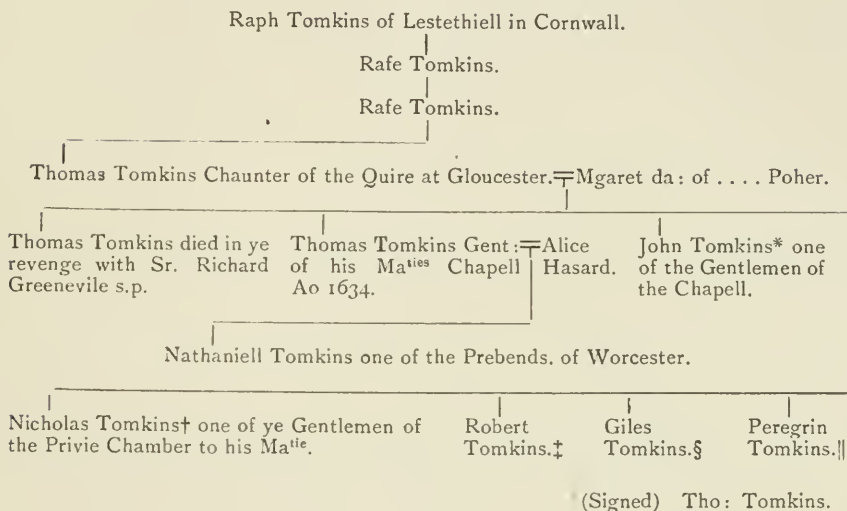 Raph Tomkins of Lestethiell in Cornwall.
Rafe Tomkins.
Rafe Tomkins.
Thomas Tomkins Chaunter of the Quire at Gloucester.=Mgaret da: of .... Poher.
Thomas Tomkins died in ye
revenge with Sr. Richard
Greenevile s.p.
Thomas Tomkins Gent:=Alice
of his Maties Chapell Hasard.
Ao 1634.
John Tomkins* one
of the Gentlemen of
the Chapell.
Nathaniell Tomkins one of the Prebends. of Worcester.
Nicholas Tomkins† one of ye Gentlemen of
the Privie Chamber to his Matie.
Robert
Tomkins.‡
Giles
Tomkins.§
Peregrin
Tomkins.||
(Signed) Tho: Tomkins.